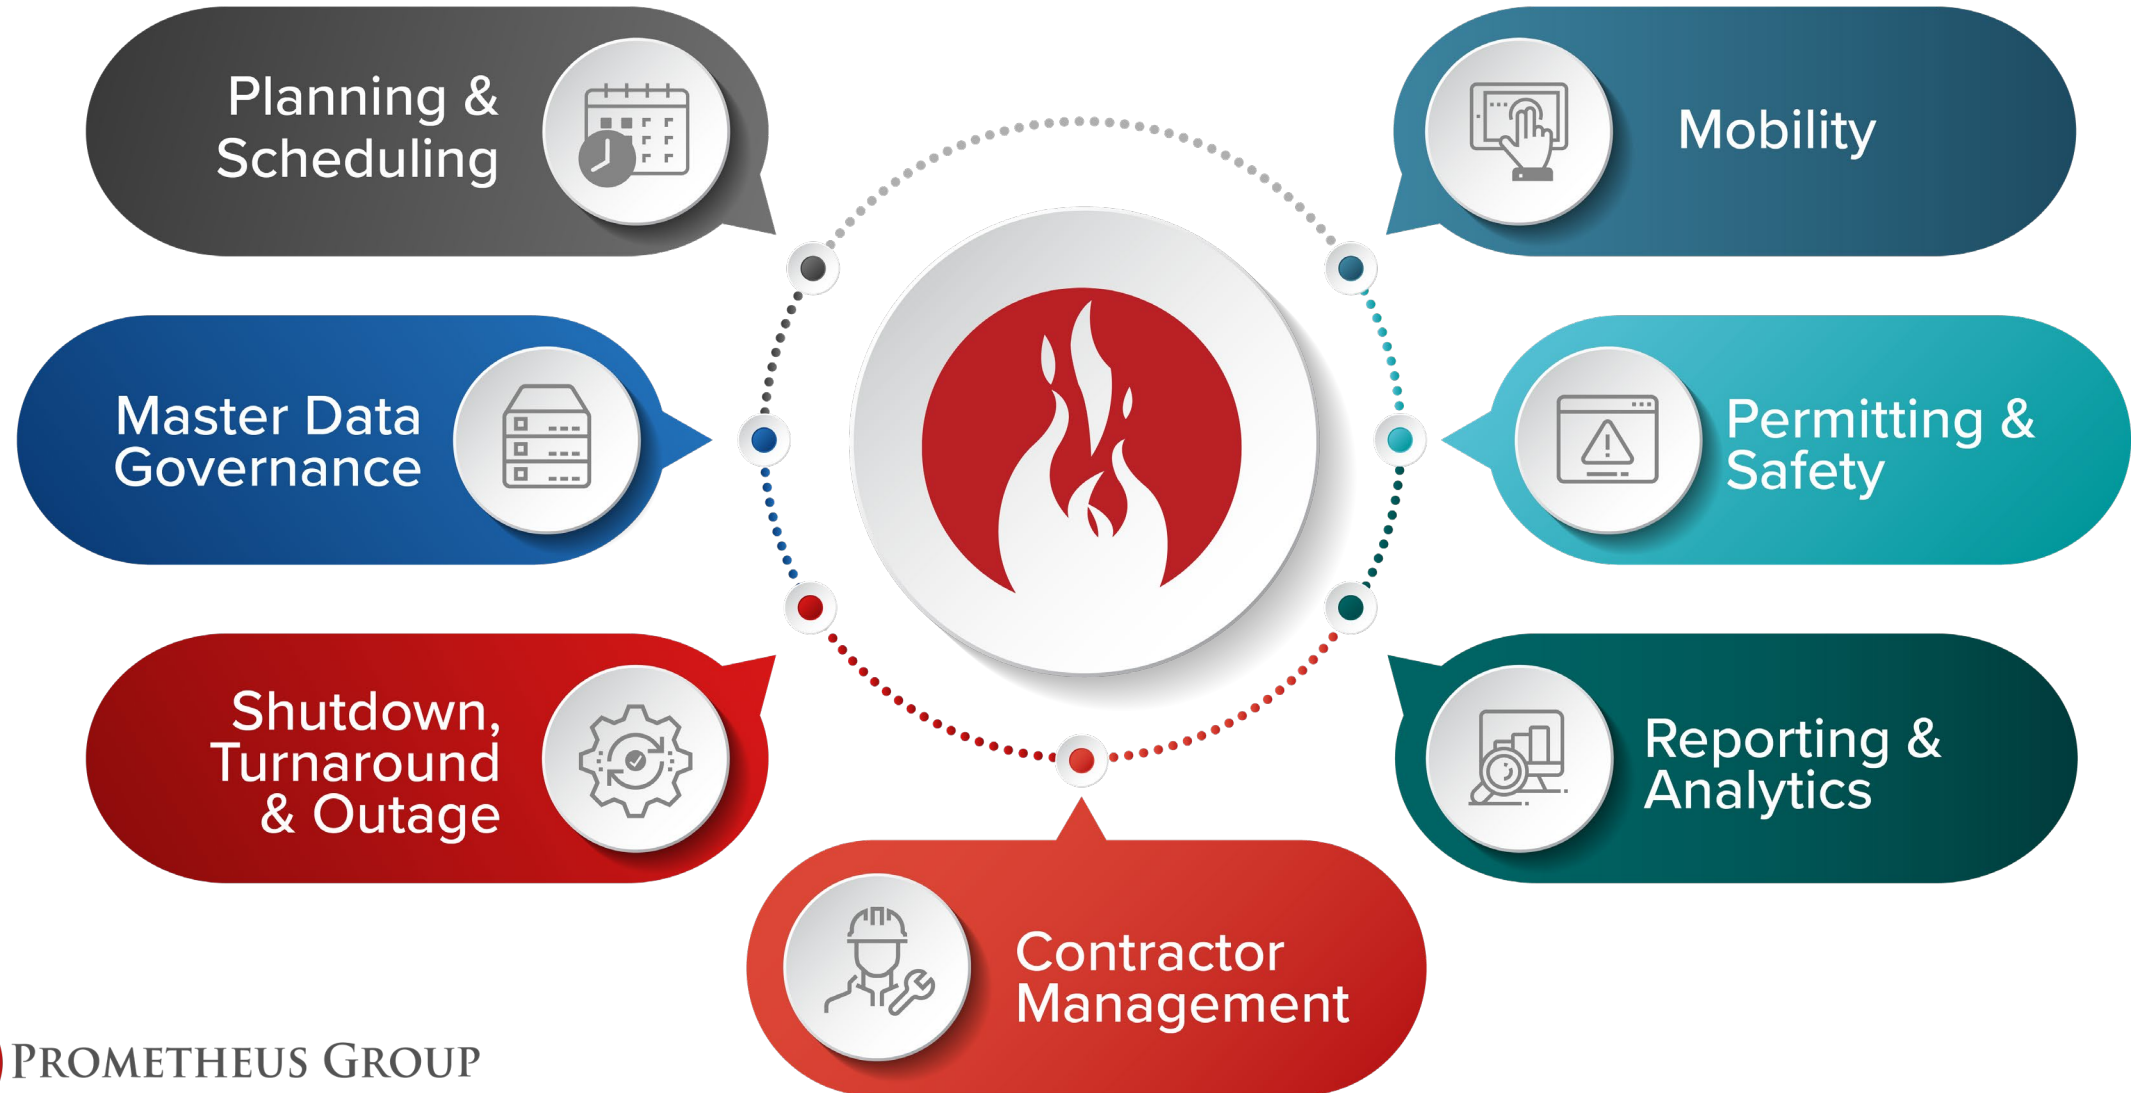 Planning &
Scheduling
Mobility
Master Data
Governance
Permitting &
Safety
Shutdown,
Turnaround
& Outage
Reporting &
Analytics
Contractor
Management
PROMETHEUS GROUP